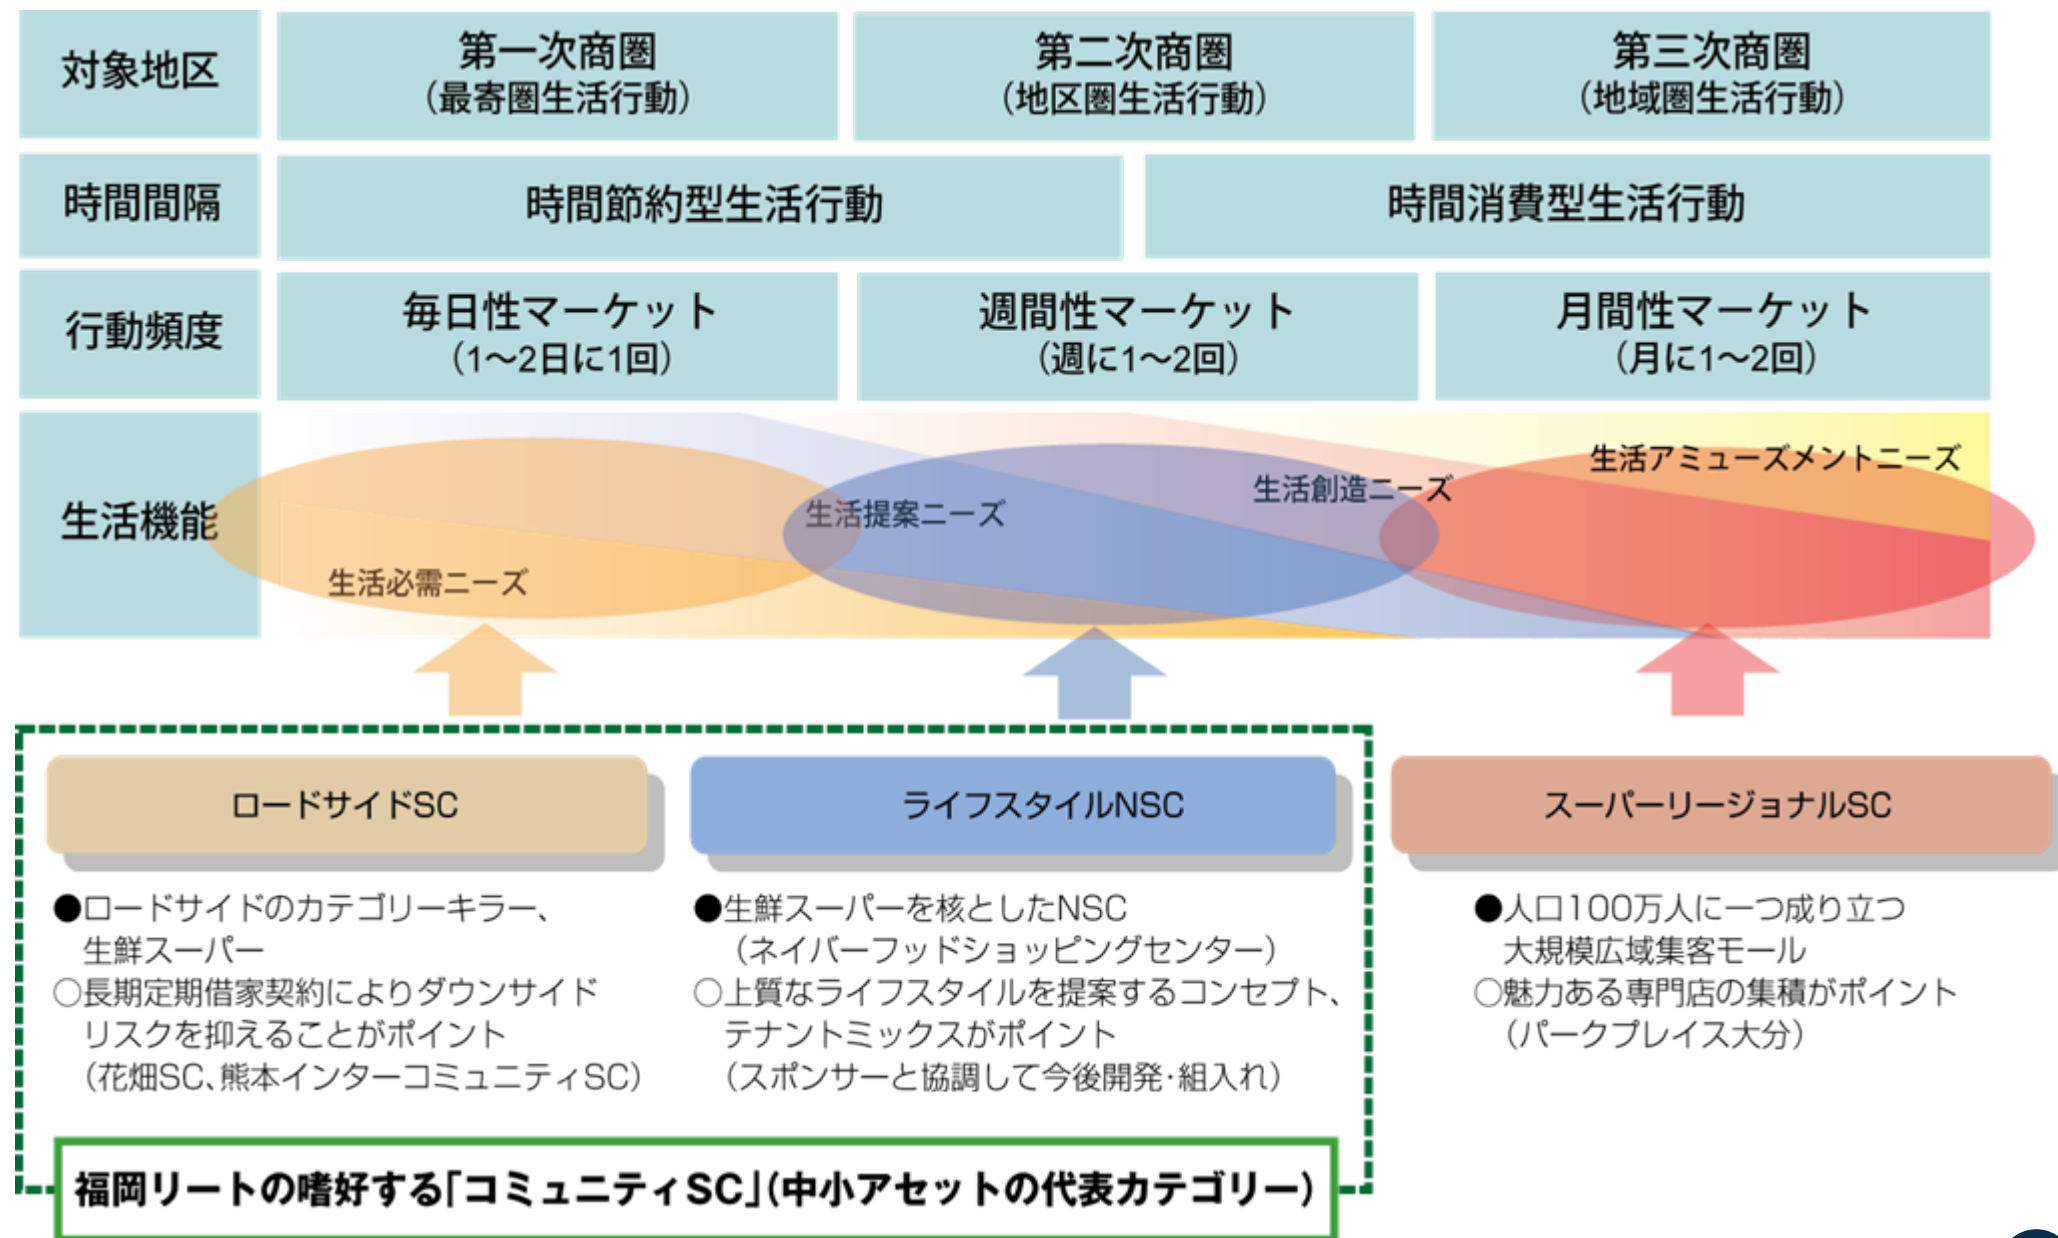 対象地区
第一次商圏
（最寄圏生活行動）
第二次商圏
（地区圏生活行動）
第三次商圏
（地域圏生活行動）
時間間隔
時間節約型生活行動
時間消費型生活行動
行動頻度
毎日性マーケット
（1～2日に1回）
週間性マーケット
（週に1～2回）
月間性マーケット
（月に1～2回）
生活機能
生活必需ニーズ
生活提案ニーズ
生活創造ニーズ
生活アミューズメントニーズ
ロードサイドSC
●ロードサイドのカテゴリーキラー、
生鮮スーパー
○長期定期借家契約によりダウンサイド
リスクを抑えることがポイント
（花畑SC、熊本インターコミュニティSC）
ライフスタイルNSC
●生鮮スーパーを核としたNSC
（ネイバーフッドショッピングセンター）
○上質なライフスタイルを提案するコンセプト、
テナントミックスがポイント
（スポンサーと協調して今後開発・組入れ）
スーパーリージョナルSC
●人口100万人に一つ成り立つ
大規模広域集客モール
○魅力ある専門店の集積がポイント
（パークプレイス大分）
福岡リートの嗜好する「コミュニティSC」（中小アセットの代表カテゴリー）